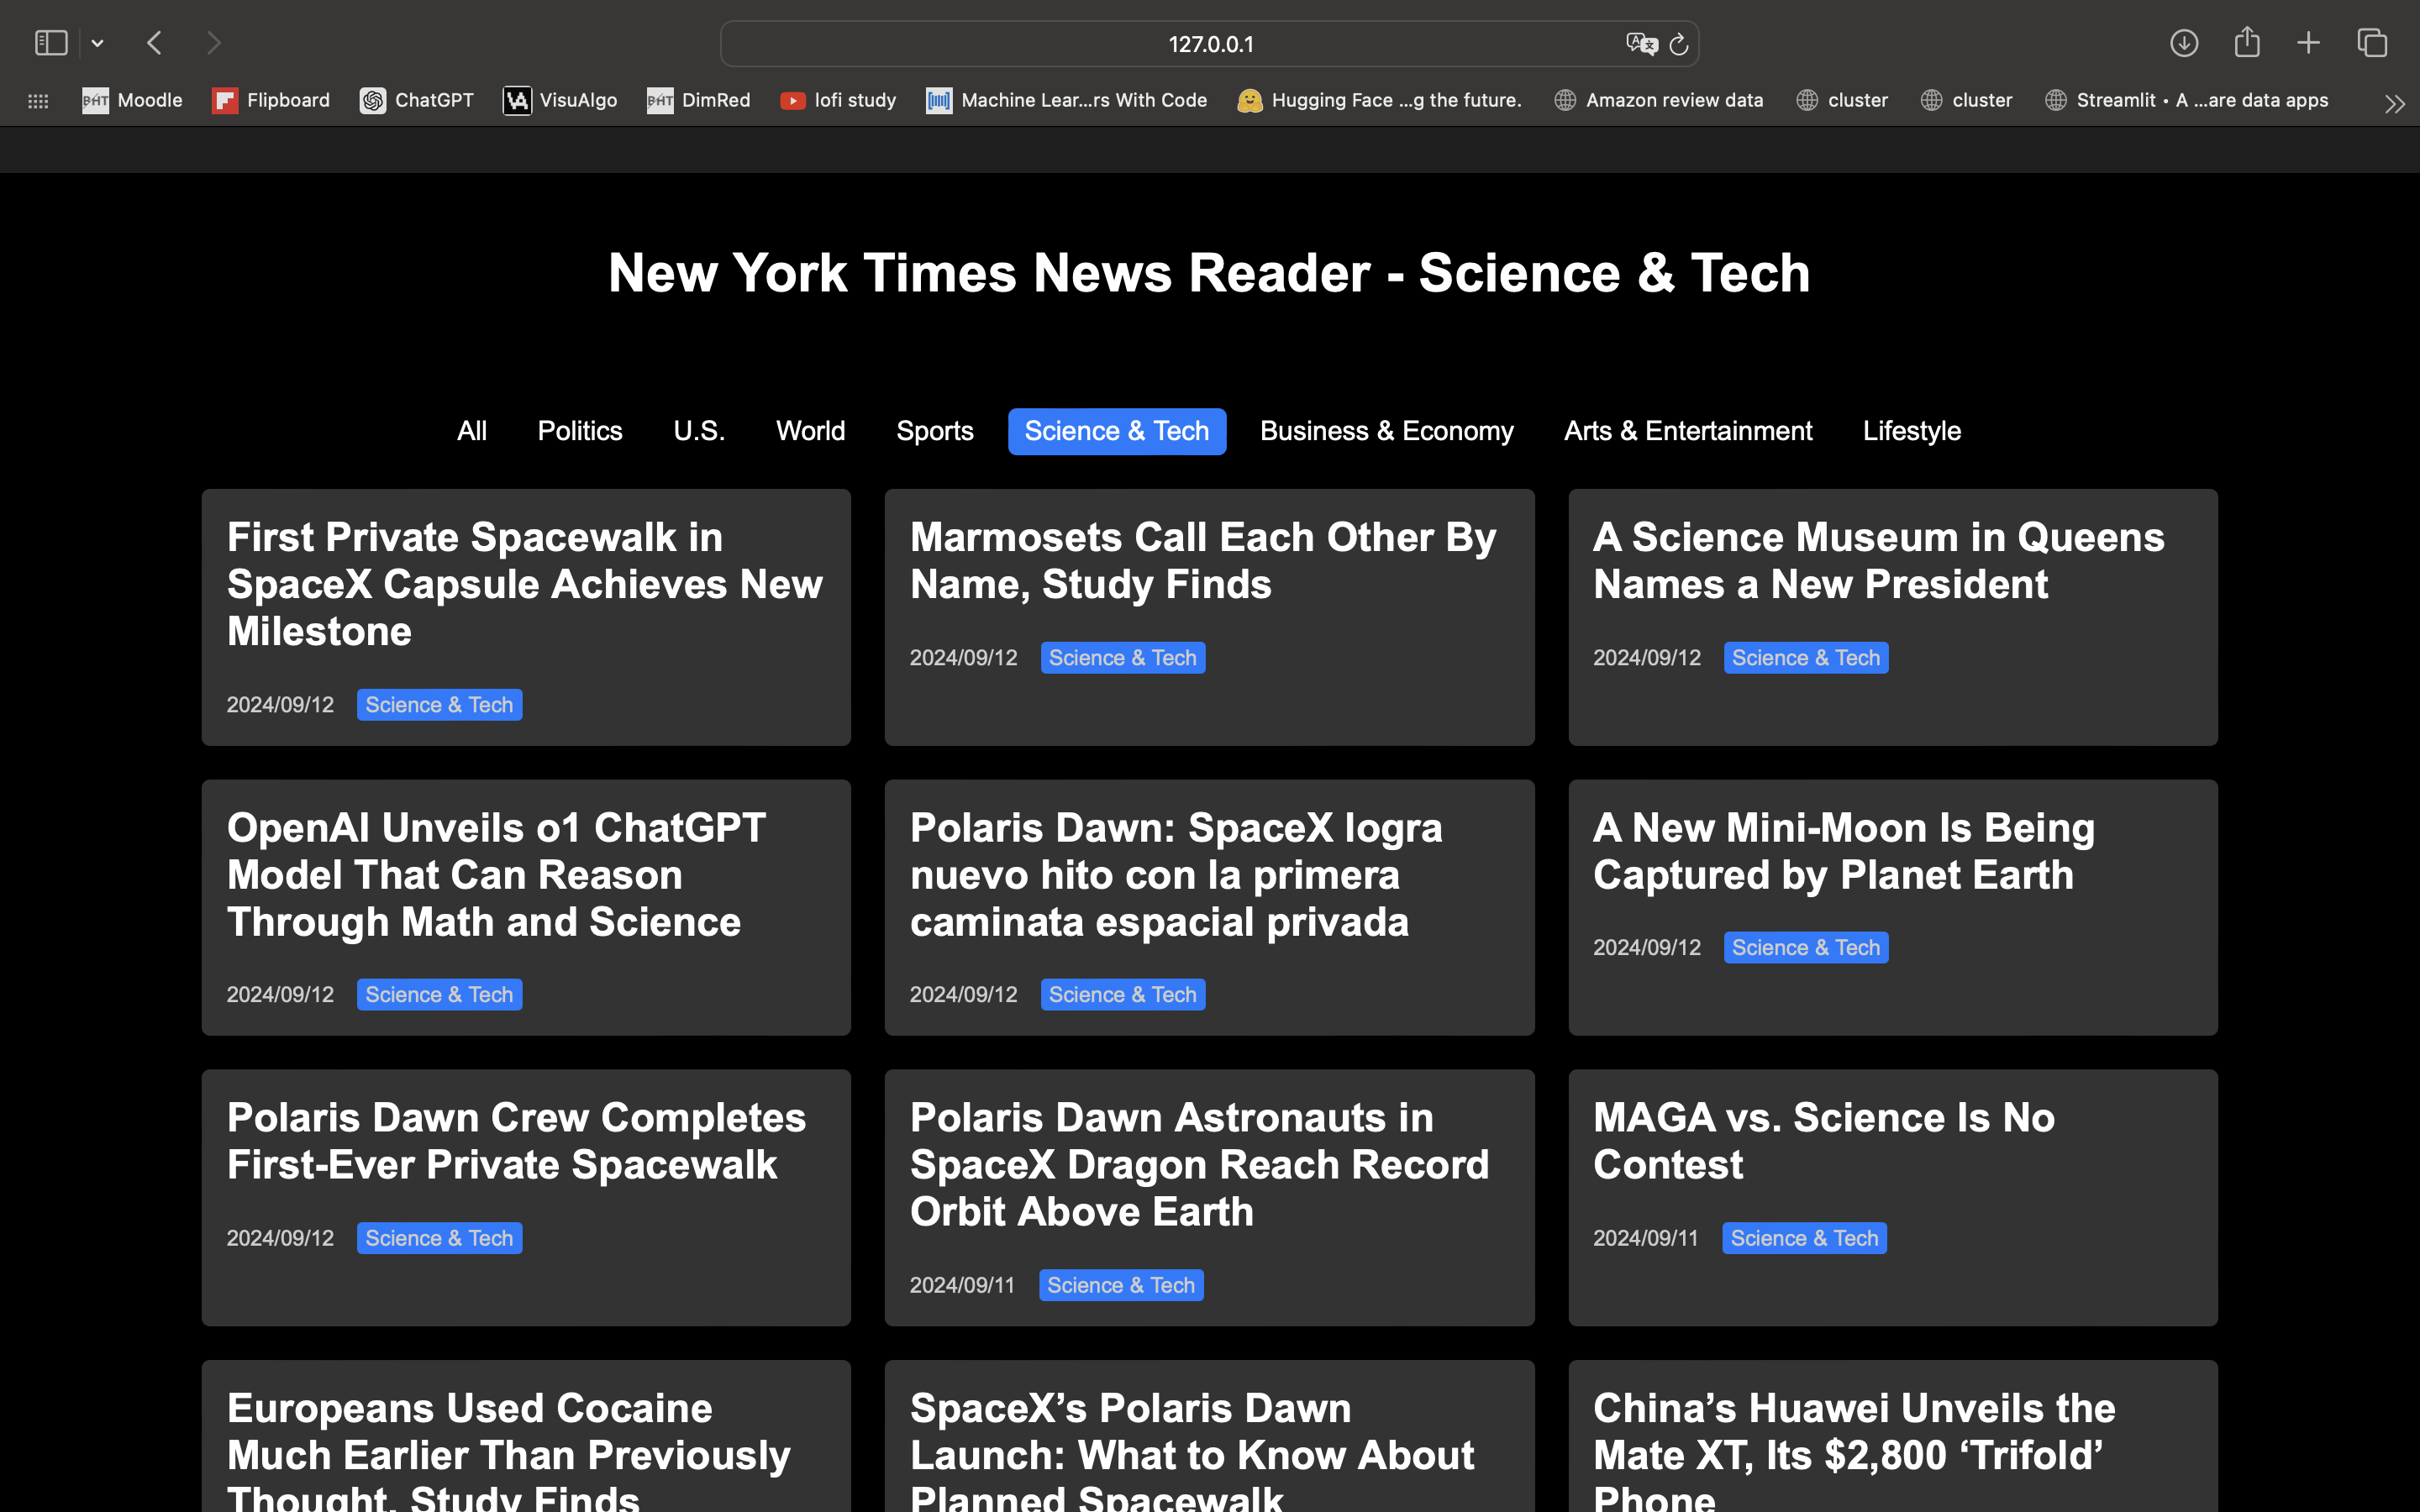 127.0.0.1
Moodle Flipboard ChatGPT VisuAlgo DimRed lofi study Machine Lear...rs With Code Hugging Face ...g the future. Amazon review data cluster cluster Streamlit • A ...are data apps
New York Times News Reader - Science & Tech
All Politics U.S. World Sports Science & Tech Business & Economy Arts & Entertainment Lifestyle
First Private Spacewalk in
SpaceX Capsule Achieves New
Milestone
2024/09/12 Science & Tech
Marmosets Call Each Other By
Name, Study Finds
2024/09/12 Science & Tech
A Science Museum in Queens
Names a New President
2024/09/12 Science & Tech
OpenAI Unveils o1 ChatGPT
Model That Can Reason
Through Math and Science
2024/09/12 Science & Tech
Polaris Dawn: SpaceX logra
nuevo hito con la primera
caminata espacial privada
2024/09/12 Science & Tech
A New Mini-Moon Is Being
Captured by Planet Earth
2024/09/12 Science & Tech
Polaris Dawn Crew Completes
First-Ever Private Spacewalk
2024/09/12 Science & Tech
Polaris Dawn Astronauts in
SpaceX Dragon Reach Record
Orbit Above Earth
2024/09/11 Science & Tech
MAGA vs. Science Is No
Contest
2024/09/11 Science & Tech
Europeans Used Cocaine
Much Earlier Than Previously
Thought, Study Finds
SpaceX’s Polaris Dawn
Launch: What to Know About
Planned Spacewalk
China’s Huawei Unveils the
Mate XT, Its $2,800 ‘Trifold’
Phone